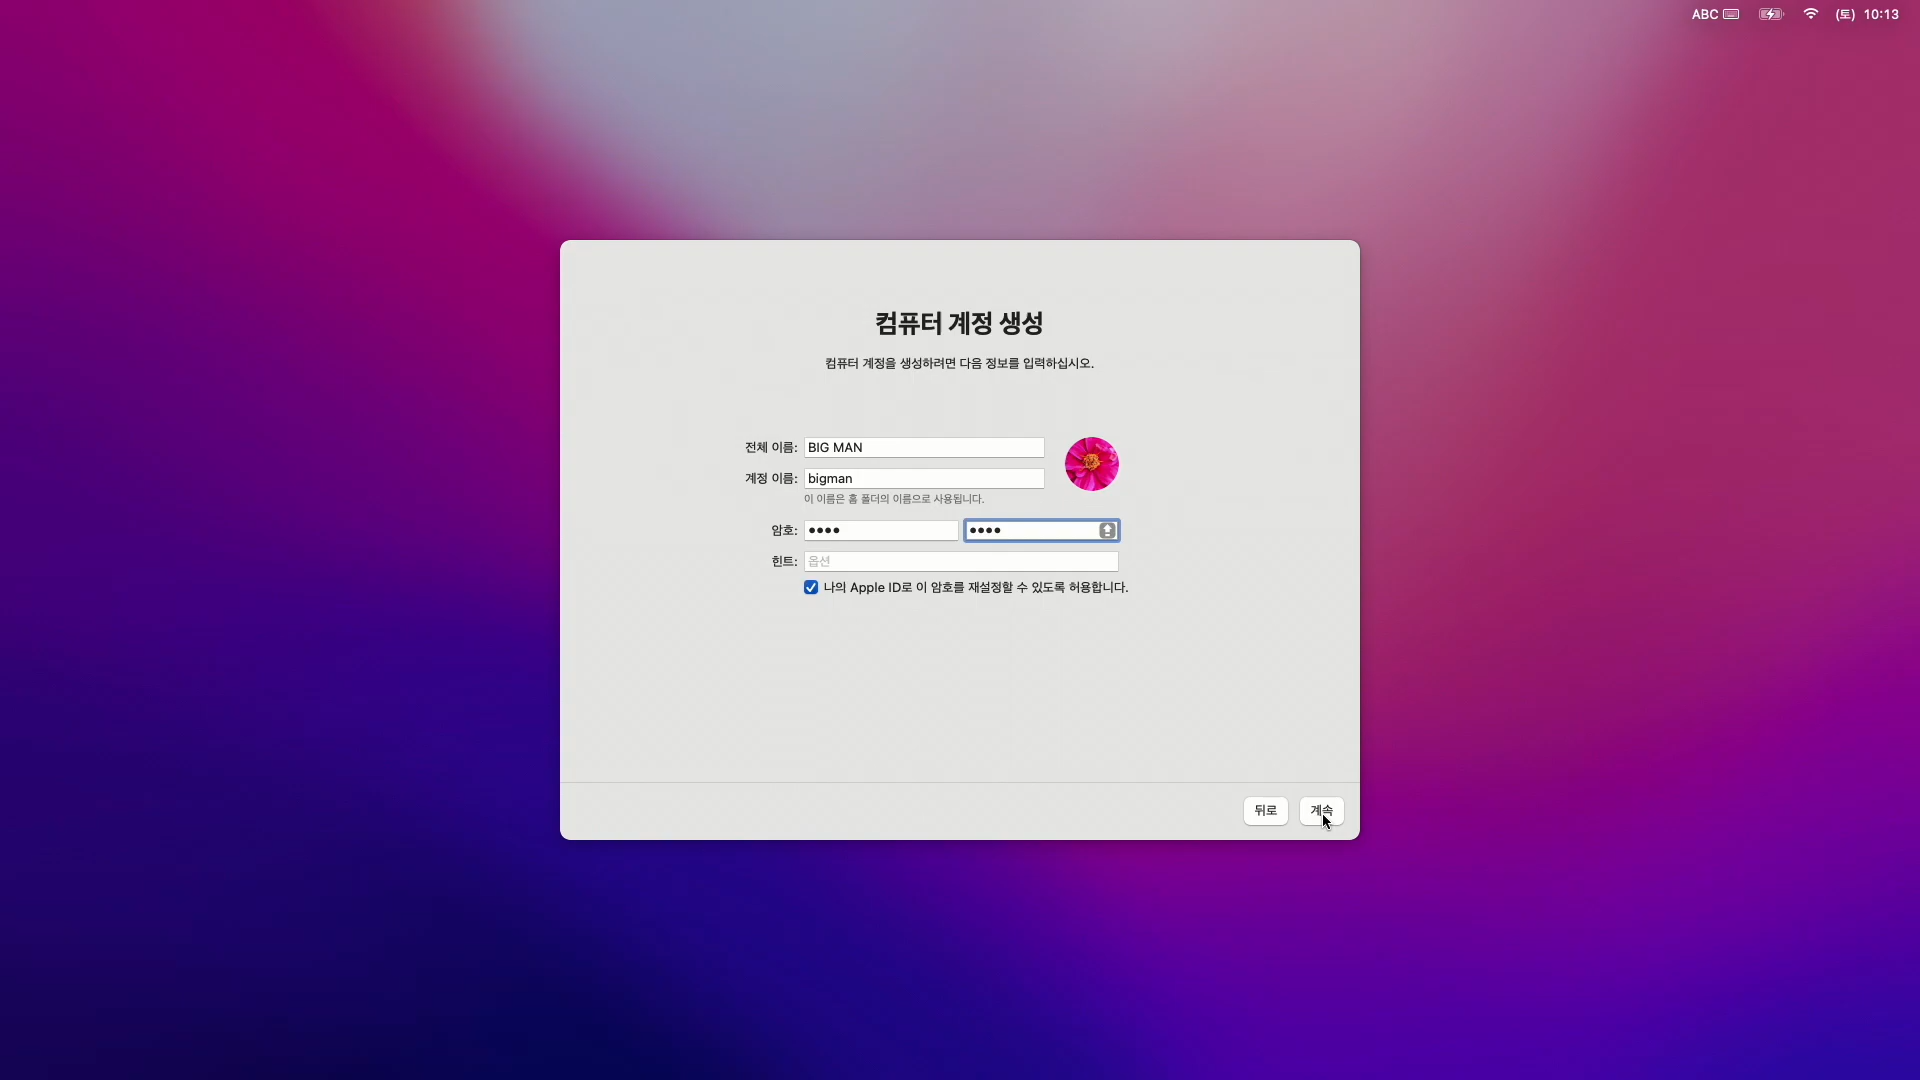 ABC (토) 10:13
컴퓨터 계정 생성
컴퓨터 계정을 생성하려면 다음 정보를 입력하십시오.
전체 이름: BIG MAN
계정 이름: bigman
이 이름은 홈 폴더의 이름으로 사용됩니다.
암호: •••• ••••
힌트: 옵션
나의 Apple ID로 이 암호를 재설정할 수 있도록 허용합니다.
뒤로 계속